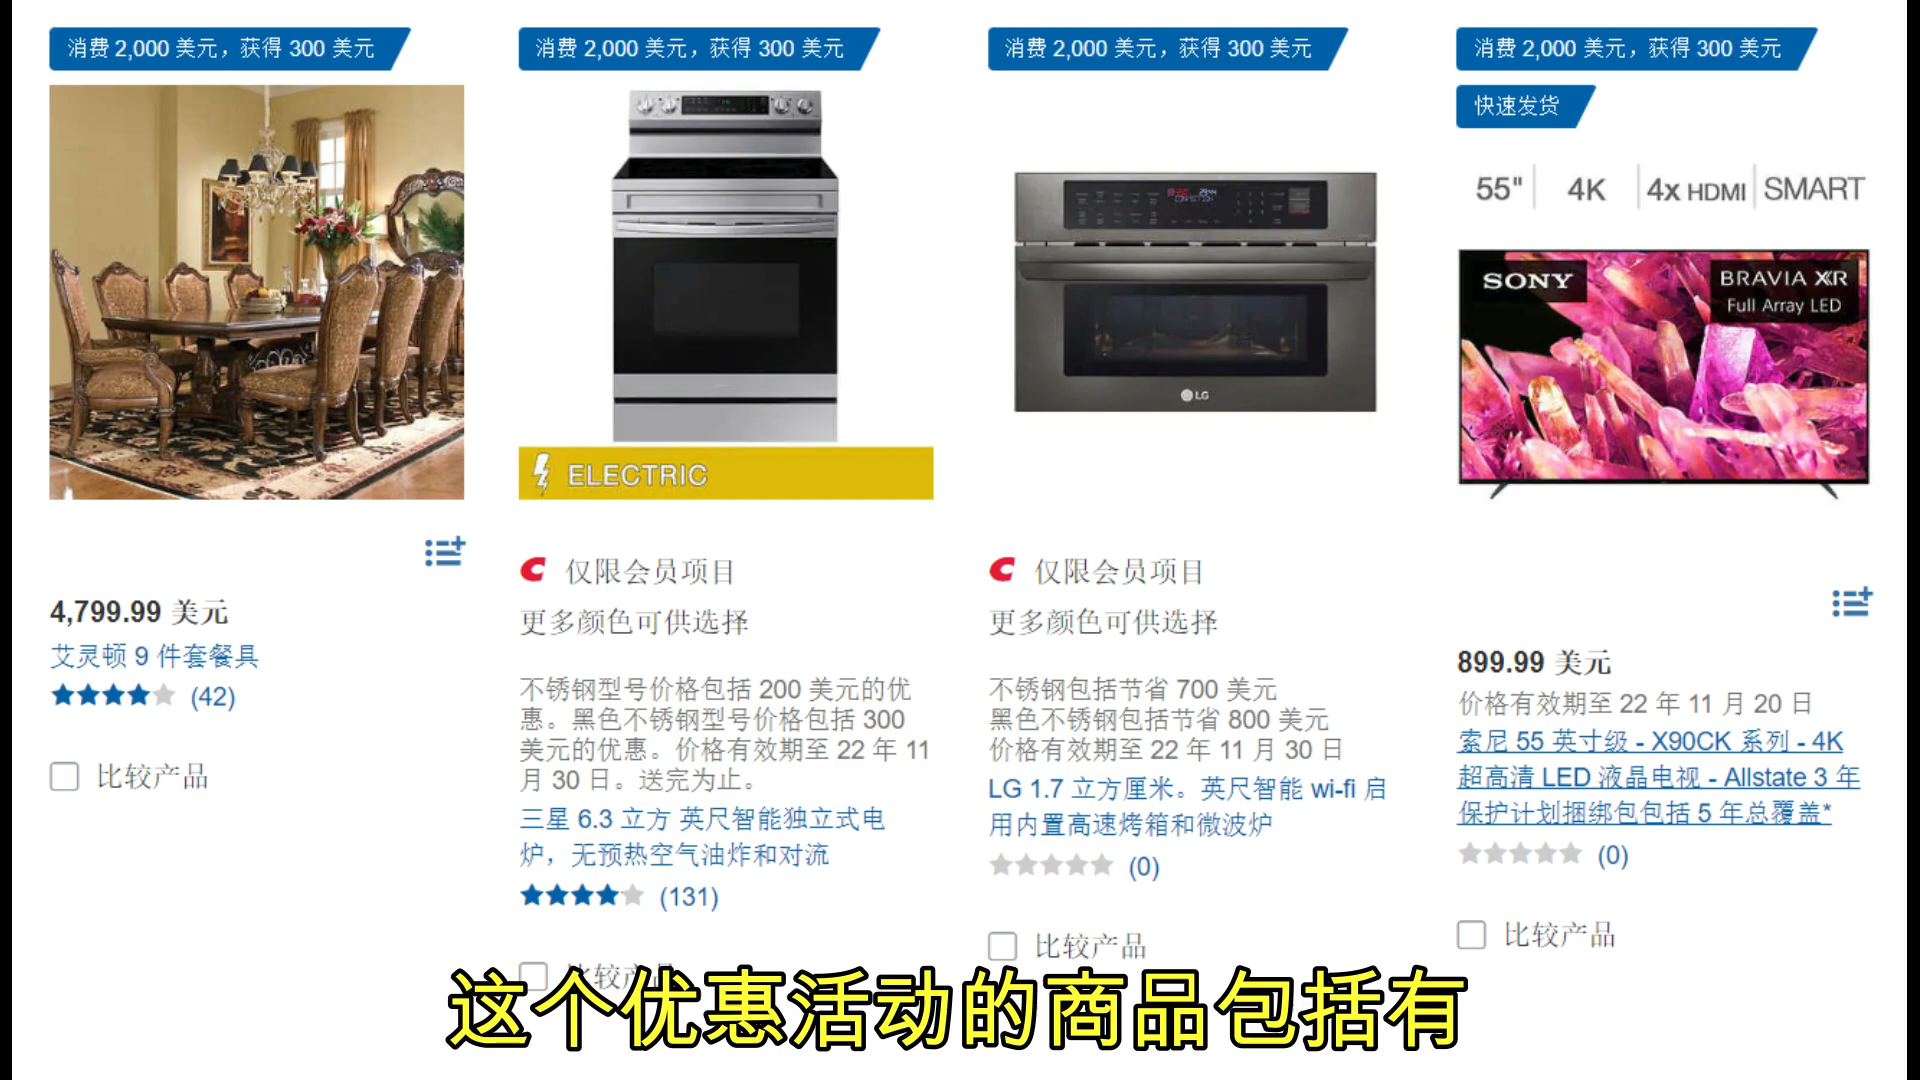 消费 2,000 美元，获得 300 美元
4,799.99 美元
艾灵顿 9 件套餐具
(42)
比较产品
消费 2,000 美元，获得 300 美元
ELECTRIC
仅限会员项目
更多颜色可供选择
不锈钢型号价格包括 200 美元的优
惠。黑色不锈钢型号价格包括 300
美元的优惠。价格有效期至 22 年 11
月 30 日。送完为止。
三星 6.3 立方 英尺智能独立式电
炉，无预热空气油炸和对流
(131)
比较产品
消费 2,000 美元，获得 300 美元
LG
仅限会员项目
更多颜色可供选择
不锈钢包括节省 700 美元
黑色不锈钢包括节省 800 美元
价格有效期至 22 年 11 月 30 日
LG 1.7 立方厘米。英尺智能 wi-fi 启
用内置高速烤箱和微波炉
(0)
比较产品
消费 2,000 美元，获得 300 美元
快速发货
55" 4K 4x HDMI SMART
SONY
BRAVIA XR
Full Array LED
899.99 美元
价格有效期至 22 年 11 月 20 日
索尼 55 英寸级 - X90CK 系列 - 4K
超高清 LED 液晶电视 - Allstate 3 年
保护计划捆绑包包括 5 年总覆盖*
(0)
比较产品
这个优惠活动的商品包括有